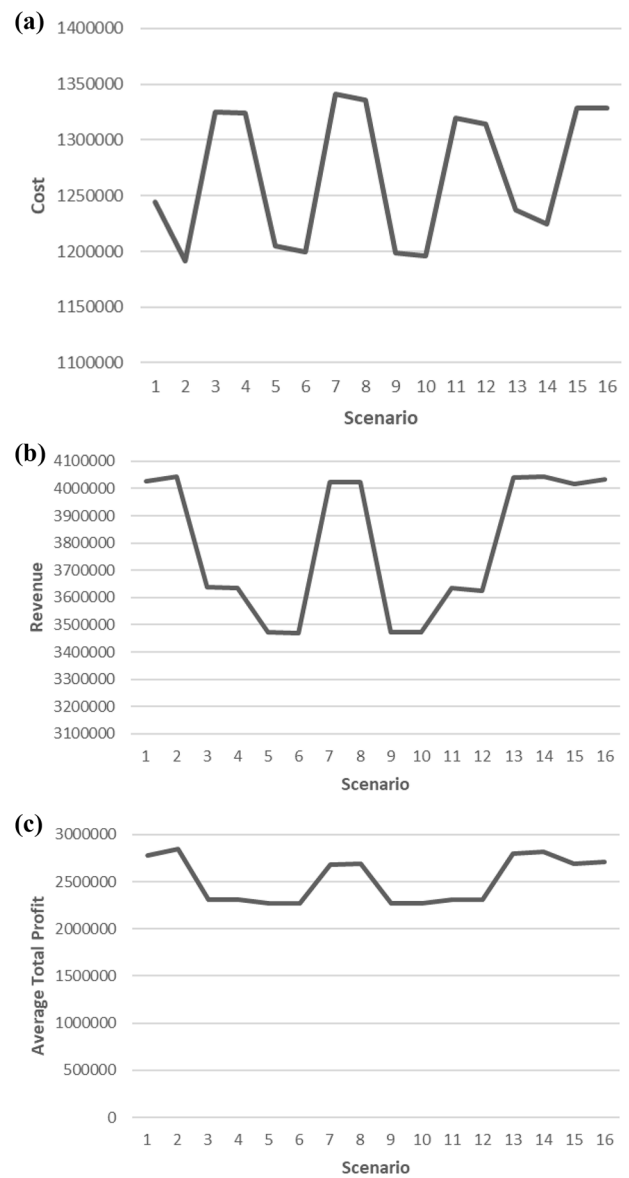 (a)
1400000
1350000
1300000
1250000
1200000
1150000
1100000
Cost
1 2 3 4 5 6 7 8 9 10 11 12 13 14 15 16
Scenario
(b)
4100000
4000000
3900000
3800000
3700000
3600000
3500000
3400000
3300000
3200000
3100000
Revenue
1 2 3 4 5 6 7 8 9 10 11 12 13 14 15 16
Scenario
(c)
3000000
2500000
2000000
1500000
1000000
500000
0
Average Total Profit
1 2 3 4 5 6 7 8 9 10 11 12 13 14 15 16
Scenario